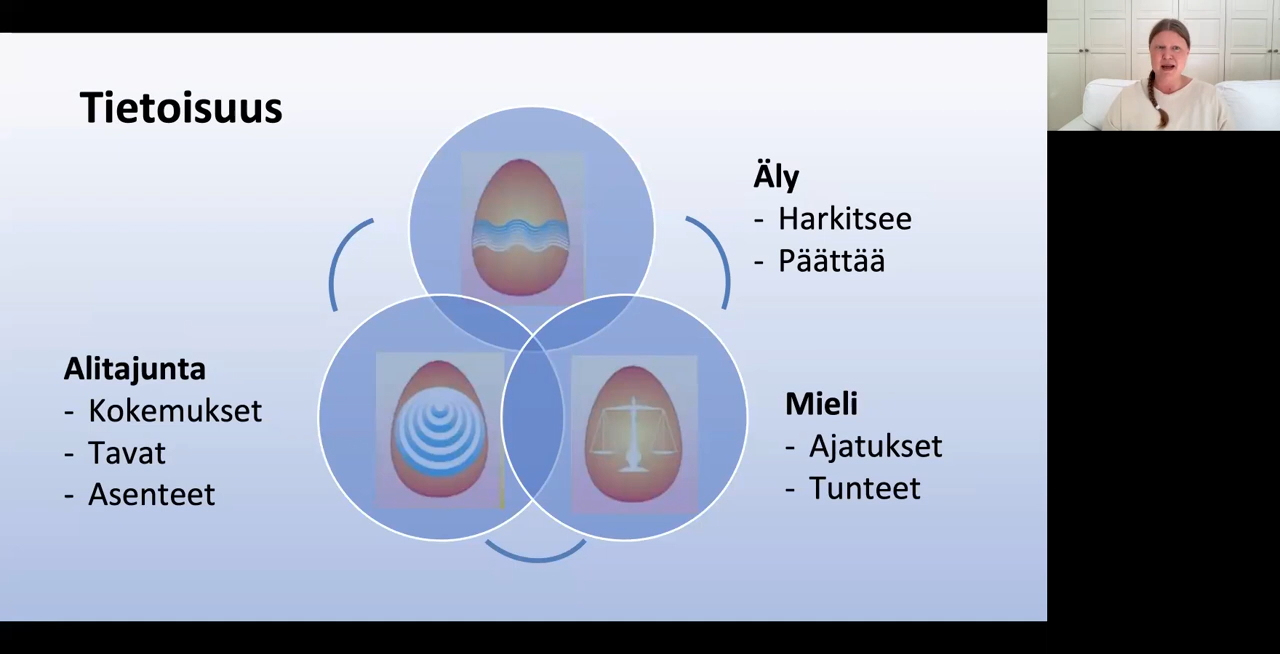 Tietoisuus
Äly
- Harkitsee
- Päättää
Alitajunta
- Kokemukset
- Tavat
- Asenteet
Mieli
- Ajatukset
- Tunteet